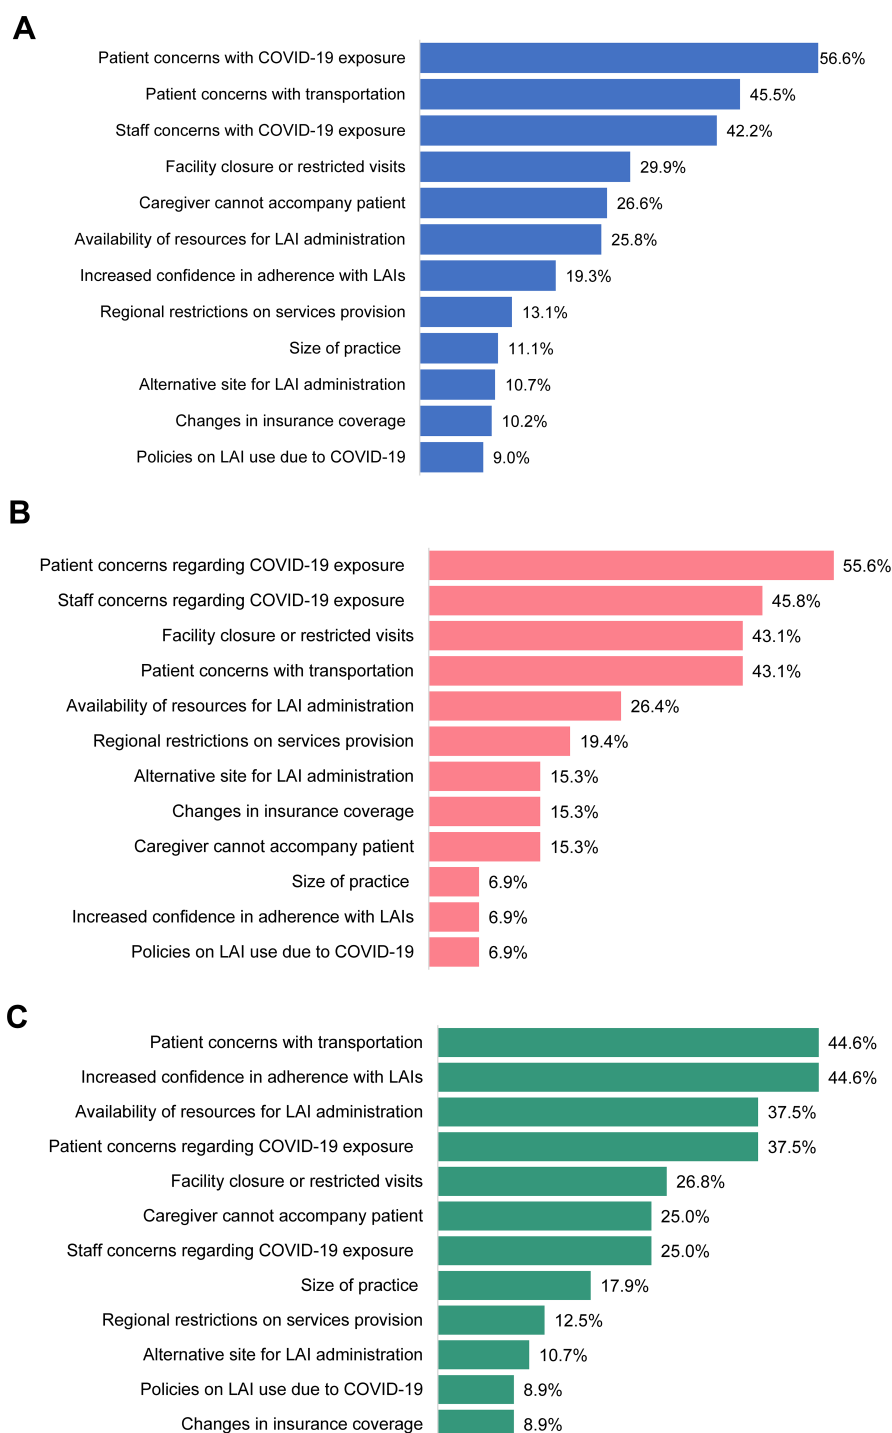 A
Patient concerns with COVID-19 exposure 56.6%
Patient concerns with transportation 45.5%
Staff concerns with COVID-19 exposure 42.2%
Facility closure or restricted visits 29.9%
Caregiver cannot accompany patient 26.6%
Availability of resources for LAI administration 25.8%
Increased confidence in adherence with LAIs 19.3%
Regional restrictions on services provision 13.1%
Size of practice 11.1%
Alternative site for LAI administration 10.7%
Changes in insurance coverage 10.2%
Policies on LAI use due to COVID-19 9.0%
B
Patient concerns regarding COVID-19 exposure 55.6%
Staff concerns regarding COVID-19 exposure 45.8%
Facility closure or restricted visits 43.1%
Patient concerns with transportation 43.1%
Availability of resources for LAI administration 26.4%
Regional restrictions on services provision 19.4%
Alternative site for LAI administration 15.3%
Changes in insurance coverage 15.3%
Caregiver cannot accompany patient 15.3%
Size of practice 6.9%
Increased confidence in adherence with LAIs 6.9%
Policies on LAI use due to COVID-19 6.9%
C
Patient concerns with transportation 44.6%
Increased confidence in adherence with LAIs 44.6%
Availability of resources for LAI administration 37.5%
Patient concerns regarding COVID-19 exposure 37.5%
Facility closure or restricted visits 26.8%
Caregiver cannot accompany patient 25.0%
Staff concerns regarding COVID-19 exposure 25.0%
Size of practice 17.9%
Regional restrictions on services provision 12.5%
Alternative site for LAI administration 10.7%
Policies on LAI use due to COVID-19 8.9%
Changes in insurance coverage 8.9%